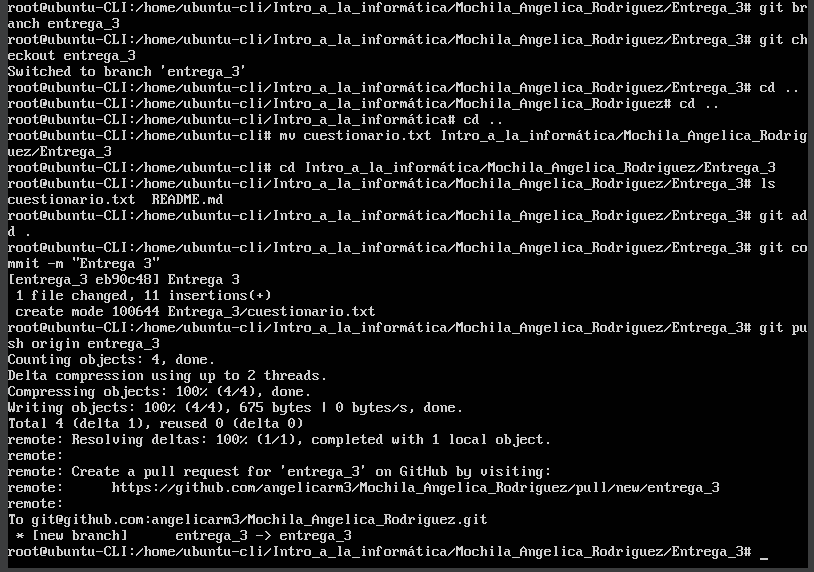 root@ubuntu-CLI:/home/ubuntu-cli/Intro_a_la_informática/Mochila_Angelica_Rodriguez/Entrega_3# git br
anch entrega_3
root@ubuntu-CLI:/home/ubuntu-cli/Intro_a_la_informática/Mochila_Angelica_Rodriguez/Entrega_3# git ch
eckout entrega_3
Switched to branch 'entrega_3'
root@ubuntu-CLI:/home/ubuntu-cli/Intro_a_la_informática/Mochila_Angelica_Rodriguez/Entrega_3# cd ..
root@ubuntu-CLI:/home/ubuntu-cli/Intro_a_la_informática/Mochila_Angelica_Rodriguez# cd ..
root@ubuntu-CLI:/home/ubuntu-cli/Intro_a_la_informática# cd ..
root@ubuntu-CLI:/home/ubuntu-cli# mv cuestionario.txt Intro_a_la_informática/Mochila_Angelica_Rodrig
uez/Entrega_3
root@ubuntu-CLI:/home/ubuntu-cli# cd Intro_a_la_informática/Mochila_Angelica_Rodriguez/Entrega_3
root@ubuntu-CLI:/home/ubuntu-cli/Intro_a_la_informática/Mochila_Angelica_Rodriguez/Entrega_3# ls
cuestionario.txt  README.md
root@ubuntu-CLI:/home/ubuntu-cli/Intro_a_la_informática/Mochila_Angelica_Rodriguez/Entrega_3# git ad
d .
root@ubuntu-CLI:/home/ubuntu-cli/Intro_a_la_informática/Mochila_Angelica_Rodriguez/Entrega_3# git co
mmit -m "Entrega 3"
[entrega_3 eb90c48] Entrega 3
 1 file changed, 11 insertions(+)
 create mode 100644 Entrega_3/cuestionario.txt
root@ubuntu-CLI:/home/ubuntu-cli/Intro_a_la_informática/Mochila_Angelica_Rodriguez/Entrega_3# git pu
sh origin entrega_3
Counting objects: 4, done.
Delta compression using up to 2 threads.
Compressing objects: 100% (4/4), done.
Writing objects: 100% (4/4), 675 bytes | 0 bytes/s, done.
Total 4 (delta 1), reused 0 (delta 0)
remote: Resolving deltas: 100% (1/1), completed with 1 local object.
remote:
remote: Create a pull request for 'entrega_3' on GitHub by visiting:
remote:      https://github.com/angelicarm3/Mochila_Angelica_Rodriguez/pull/new/entrega_3
remote:
To git@github.com:angelicarm3/Mochila_Angelica_Rodriguez.git
 * [new branch]      entrega_3 -> entrega_3
root@ubuntu-CLI:/home/ubuntu-cli/Intro_a_la_informática/Mochila_Angelica_Rodriguez/Entrega_3# _